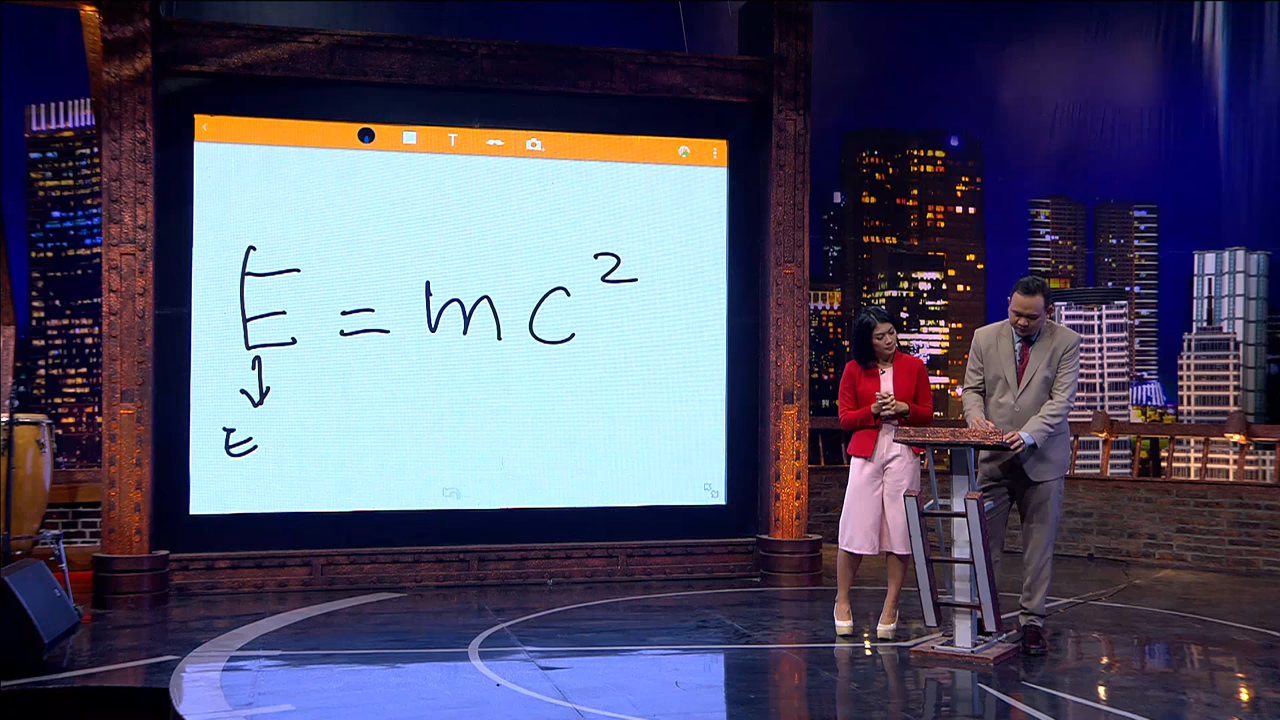 T
E = mc²
↓
E